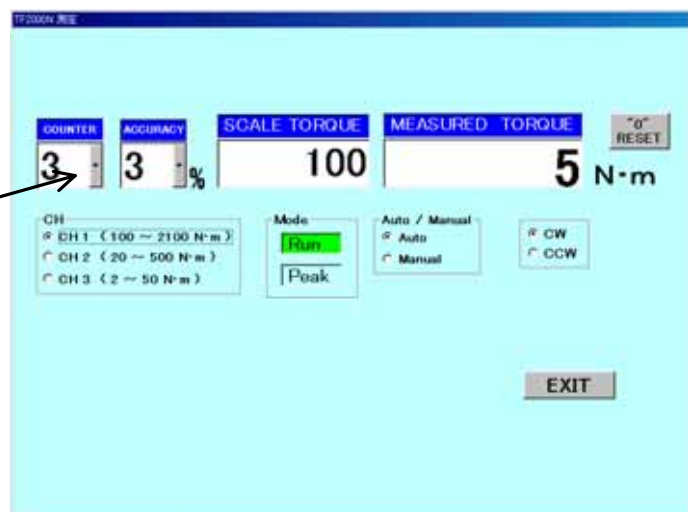 TF2000N 測定
COUNTER ACCURACY SCALE TORQUE MEASURED TORQUE "0" RESET
3 3 % 100 5 N·m
CH Mode Auto / Manual
CH 1 (100 ~ 2100 N·m) Run Auto CW
CH 2 (20 ~ 500 N·m) Manual CCW
CH 3 (2 ~ 50 N·m) Peak
EXIT